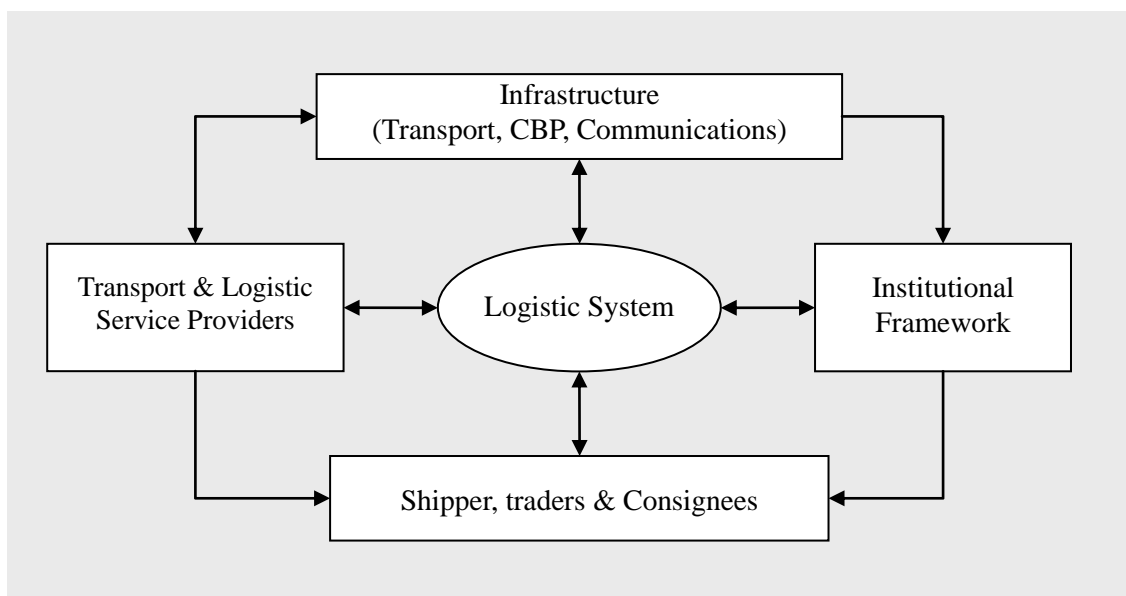 Infrastructure
(Transport, CBP, Communications)
Transport & Logistic
Service Providers
Logistic System
Institutional
Framework
Shipper, traders & Consignees